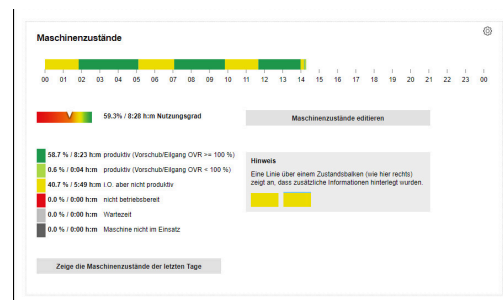 Maschinenzustände
00 01 02 03 04 05 06 07 08 09 10 11 12 13 14 15 16 17 18 19 20 21 22 23 00
59.3% / 8:28 h:m Nutzungsgrad
Maschinenzustände editieren
58.7 % / 8:23 h:m produktiv (Vorschub/Eilgang OVR >= 100 %)
0.6 % / 0:04 h:m produktiv (Vorschub/Eilgang OVR < 100 %)
40.7 % / 5:49 h:m i.O. aber nicht produktiv
0.0 % / 0:00 h:m nicht betriebsbereit
0.0 % / 0:00 h:m Wartezeit
0.0 % / 0:00 h:m Maschine nicht im Einsatz
Hinweis
Eine Linie über einem Zustandsbalken (wie hier rechts)
zeigt an, dass zusätzliche Informationen hinterlegt wurden.
Zeige die Maschinenzustände der letzten Tage